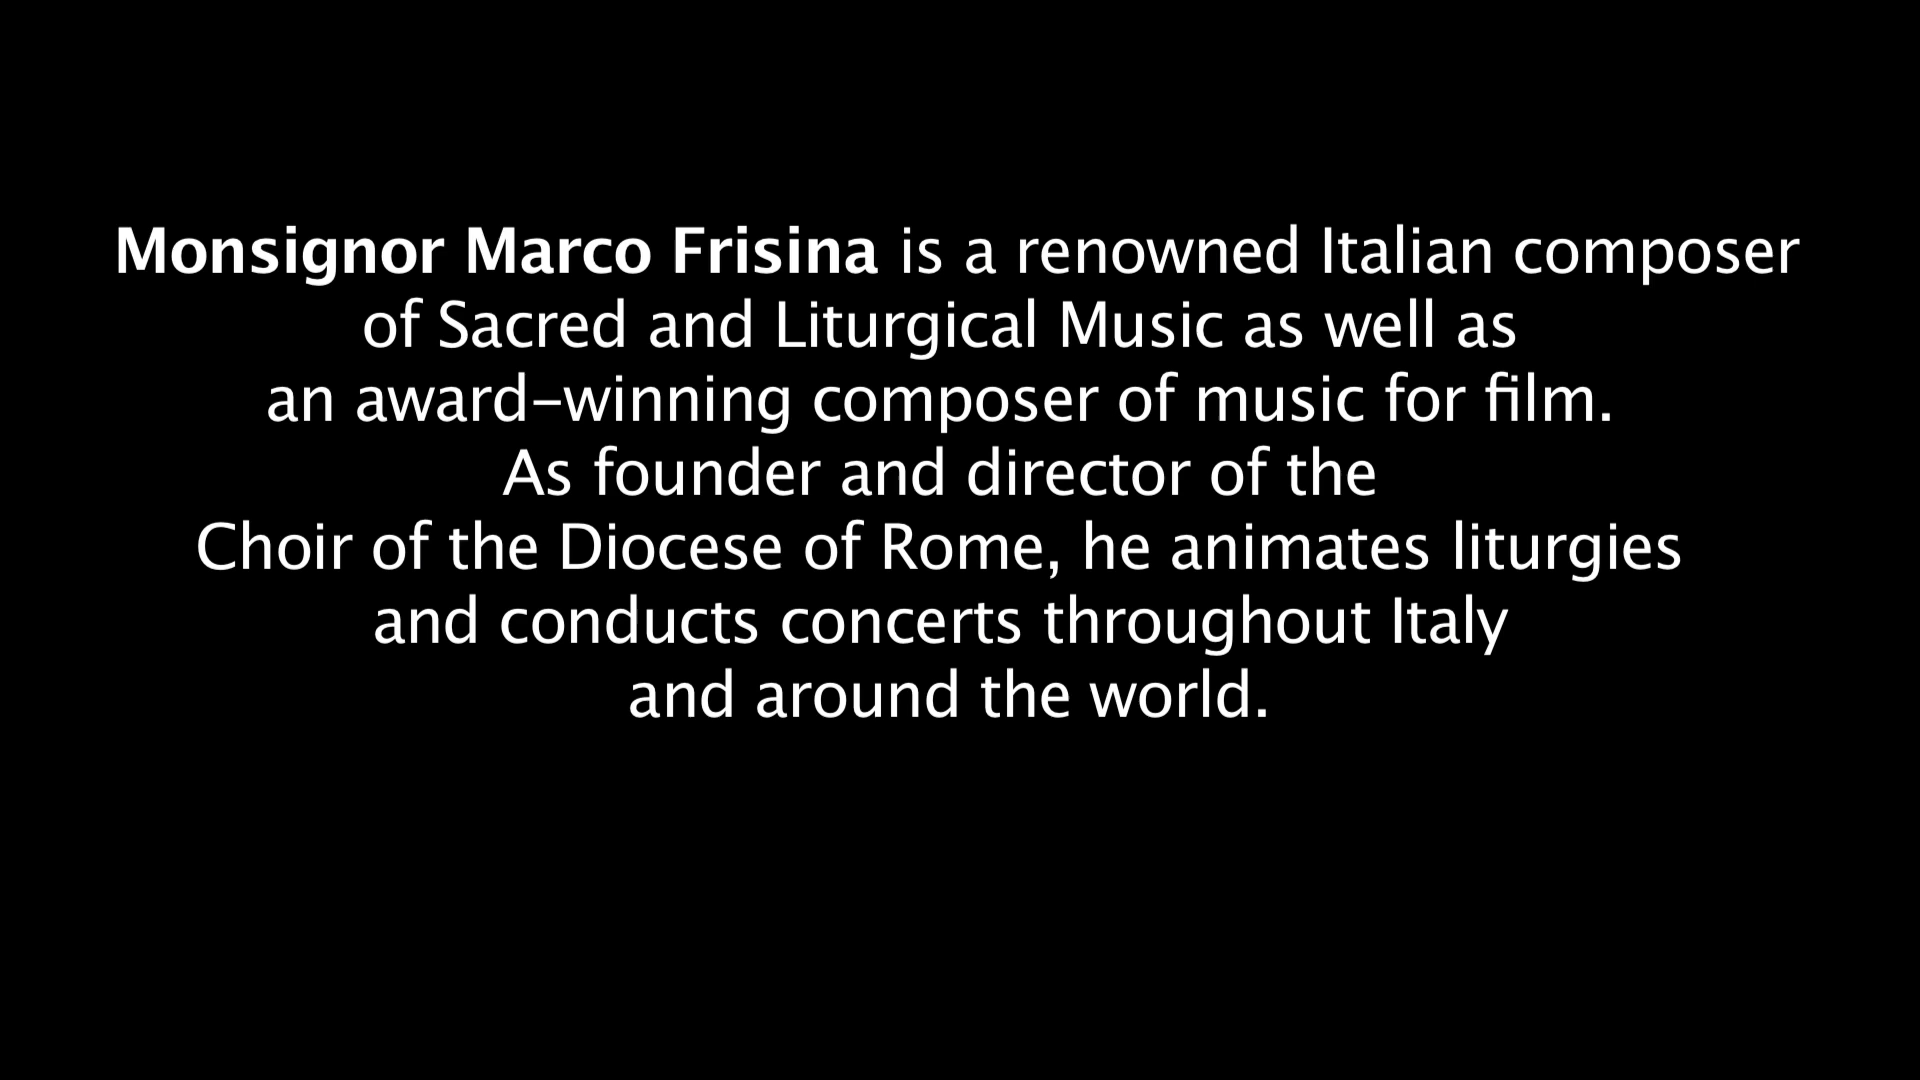 Monsignor Marco Frisina is a renowned Italian composer
of Sacred and Liturgical Music as well as
an award-winning composer of music for film.
As founder and director of the
Choir of the Diocese of Rome, he animates liturgies
and conducts concerts throughout Italy
and around the world.